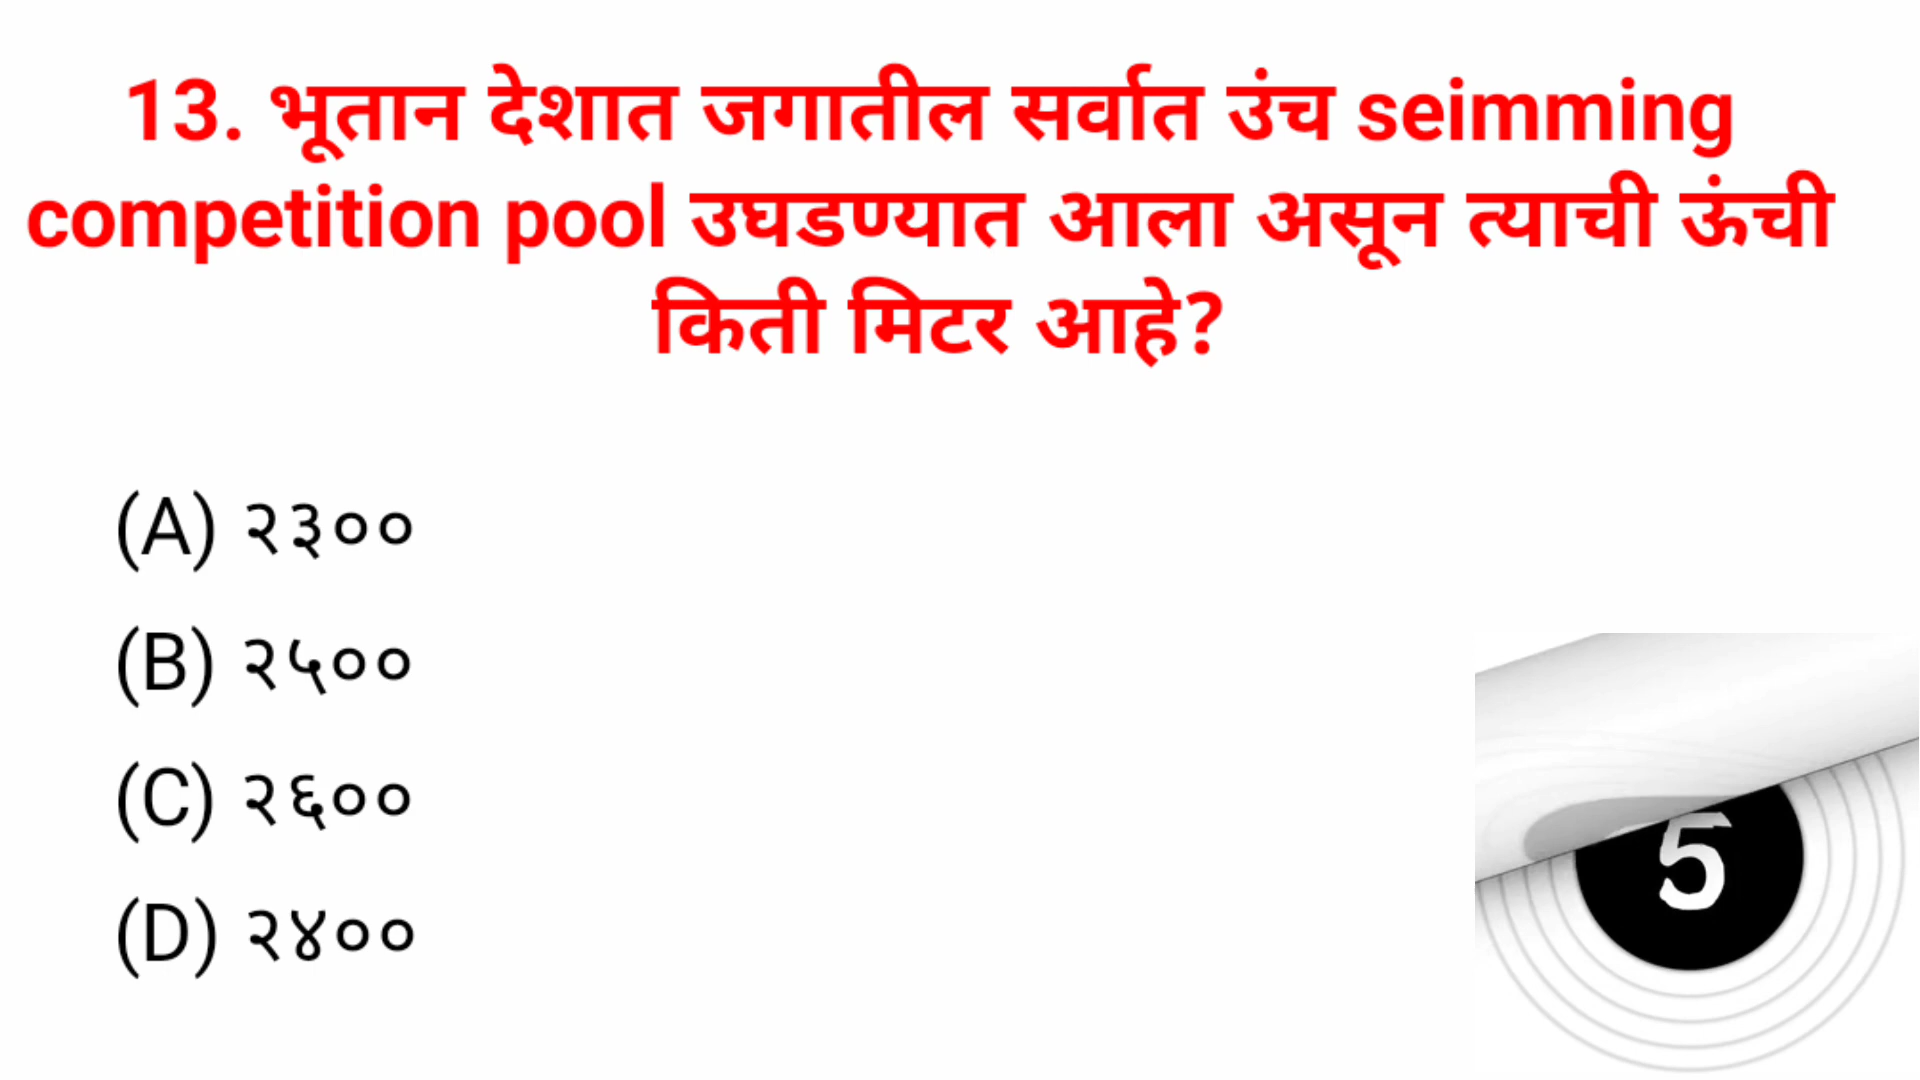 13. भूतान देशात जगातील सर्वात उंच seimming
competition pool उघडण्यात आला असून त्याची ऊंची
किती मिटर आहे?
(A) २३००
(B) २५००
(C) २६००
(D) २४००
5